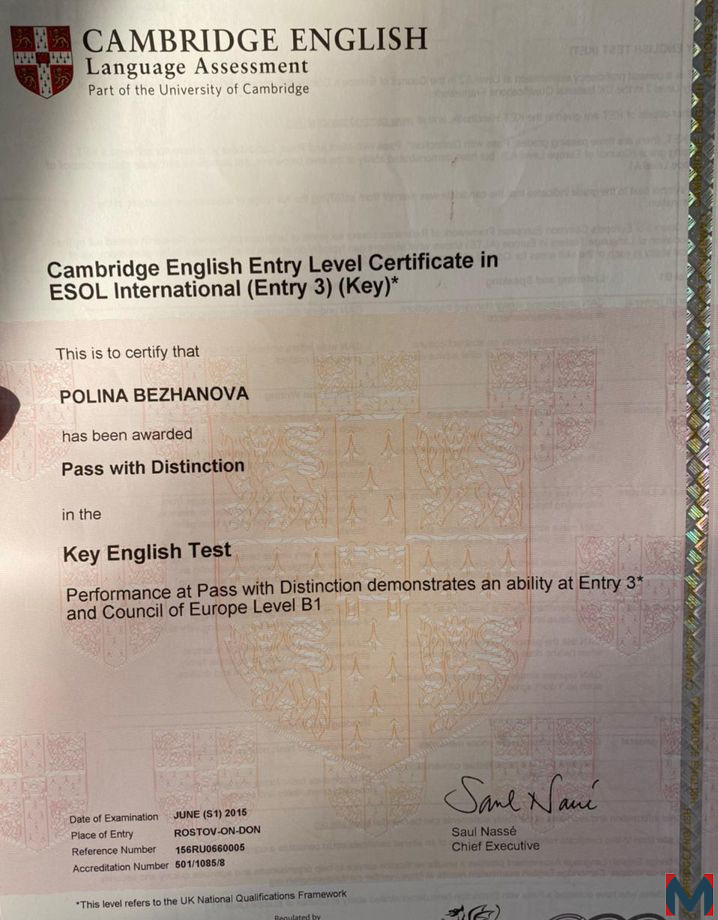 CAMBRIDGE ENGLISH
Language Assessment
Part of the University of Cambridge
Cambridge English Entry Level Certificate in
ESOL International (Entry 3) (Key)*
This is to certify that
POLINA BEZHANOVA
has been awarded
Pass with Distinction
in the
Key English Test
Performance at Pass with Distinction demonstrates an ability at Entry 3*
and Council of Europe Level B1
Date of Examination JUNE (S1) 2015
Place of Entry ROSTOV-ON-DON
Reference Number 156RU0660005
Accreditation Number 501/1085/8
Saul Nassé
Saul Nassé
Chief Executive
*This level refers to the UK National Qualifications Framework
Regulated by
M